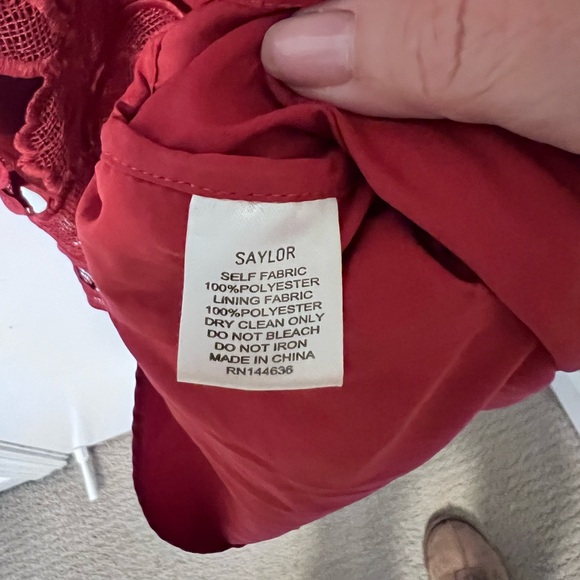 SAYLOR
SELF FABRIC
100%POLYESTER
LINING FABRIC
100%POLYESTER
DRY CLEAN ONLY
DO NOT BLEACH
DO NOT IRON
MADE IN CHINA
RN144636